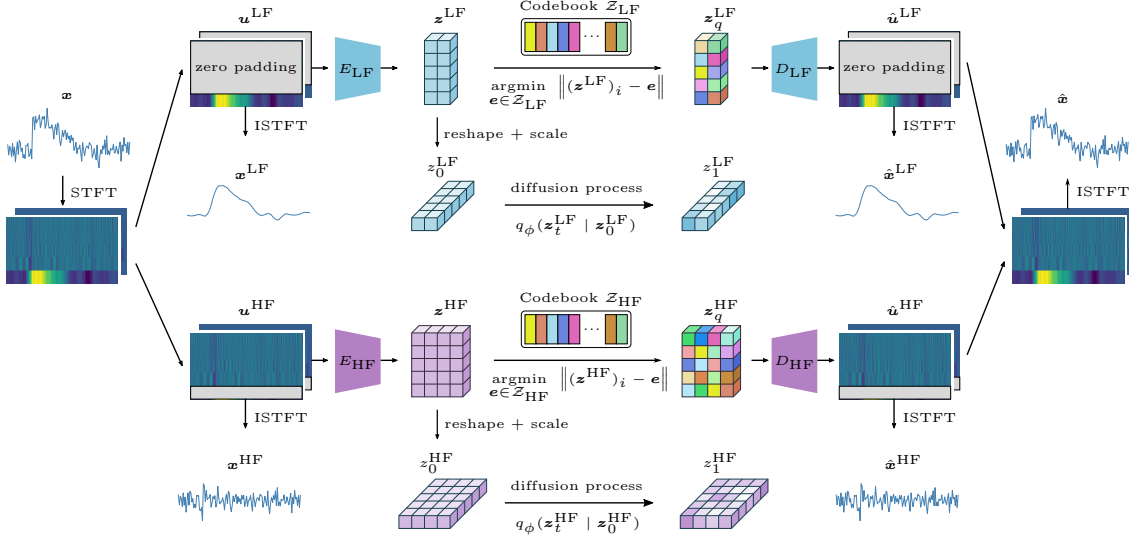 𝒙
STFT
𝒖^LF
zero padding
ISTFT
𝒙^LF
E_LF
𝒛^LF
Codebook 𝒵_LF
···
argmin 𝒆∈𝒵_LF ‖(𝒛^LF)_i − 𝒆‖
reshape + scale
z_0^LF
diffusion process
q_ϕ(𝒛_t^LF | 𝒛_0^LF)
𝒛_q^LF
z_1^LF
D_LF
𝒖̂^LF
zero padding
ISTFT
𝒙̂^LF
𝒖^HF
ISTFT
𝒙^HF
E_HF
𝒛^HF
Codebook 𝒵_HF
···
argmin 𝒆∈𝒵_HF ‖(𝒛^HF)_i − 𝒆‖
reshape + scale
z_0^HF
diffusion process
q_ϕ(𝒛_t^HF | 𝒛_0^HF)
𝒛_q^HF
z_1^HF
D_HF
𝒖̂^HF
ISTFT
𝒙̂^HF
𝒙̂
ISTFT